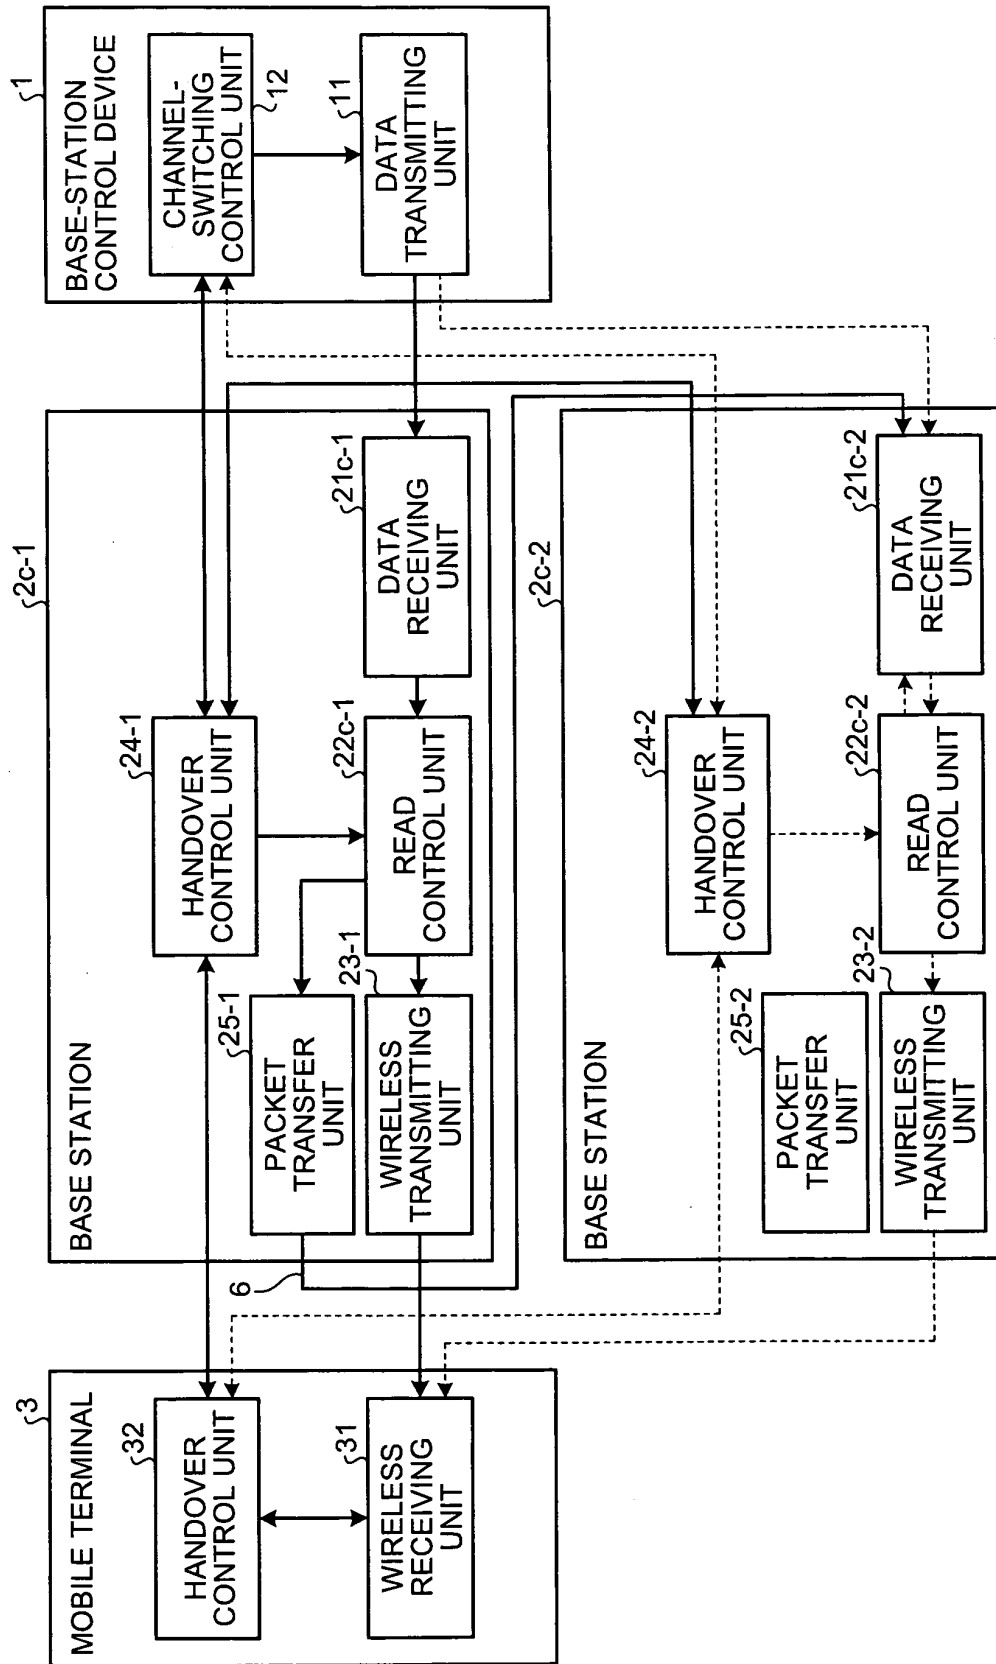 3
MOBILE TERMINAL
32
HANDOVER
CONTROL UNIT
31
WIRELESS
RECEIVING
UNIT
6
2c-1
BASE STATION
24-1
HANDOVER
CONTROL UNIT
25-1
PACKET
TRANSFER
UNIT
23-1
WIRELESS
TRANSMITTING
UNIT
22c-1
READ
CONTROL UNIT
21c-1
DATA
RECEIVING
UNIT
1
BASE-STATION
CONTROL DEVICE
CHANNEL-
SWITCHING
CONTROL UNIT
12
11
DATA
TRANSMITTING
UNIT
2c-2
BASE STATION
24-2
HANDOVER
CONTROL UNIT
25-2
PACKET
TRANSFER
UNIT
23-2
WIRELESS
TRANSMITTING
UNIT
22c-2
READ
CONTROL UNIT
21c-2
DATA
RECEIVING
UNIT